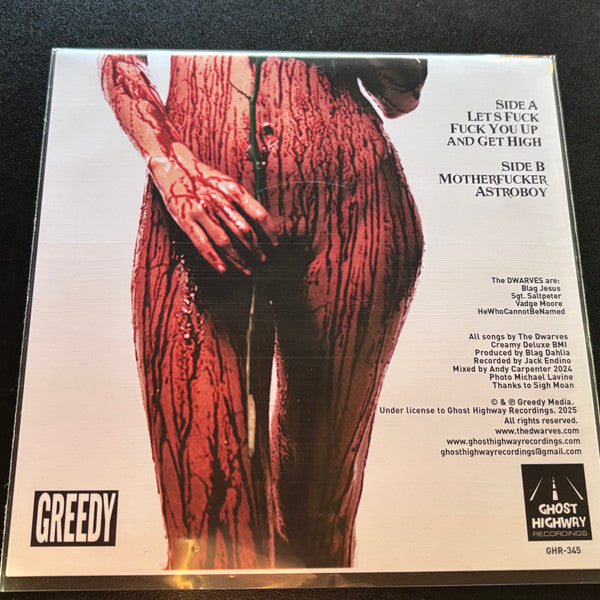 SIDE A
LET'S FUCK
FUCK YOU UP
AND GET HIGH
SIDE B
MOTHERFUCKER
ASTROBOY
The DWARVES are:
Blag Jesus
Sgt. Saltpeter
Vadge Moore
HeWhoCannotBeNamed
All songs by The Dwarves
Creamy Deluxe BMI
Produced by Blag Dahlia
Recorded by Jack Endino
Mixed by Andy Carpenter 2024
Photo Michael Lavine
Thanks to Sigh Moan
© & ℗ Greedy Media.
Under license to Ghost Highway Recordings. 2025
All rights reserved.
www.thedwarves.com
www.ghosthighwayrecordings.com
ghosthighwayrecordings@gmail.com
GREEDY
GHOST
HIGHWAY
RECORDINGS
GHR-345